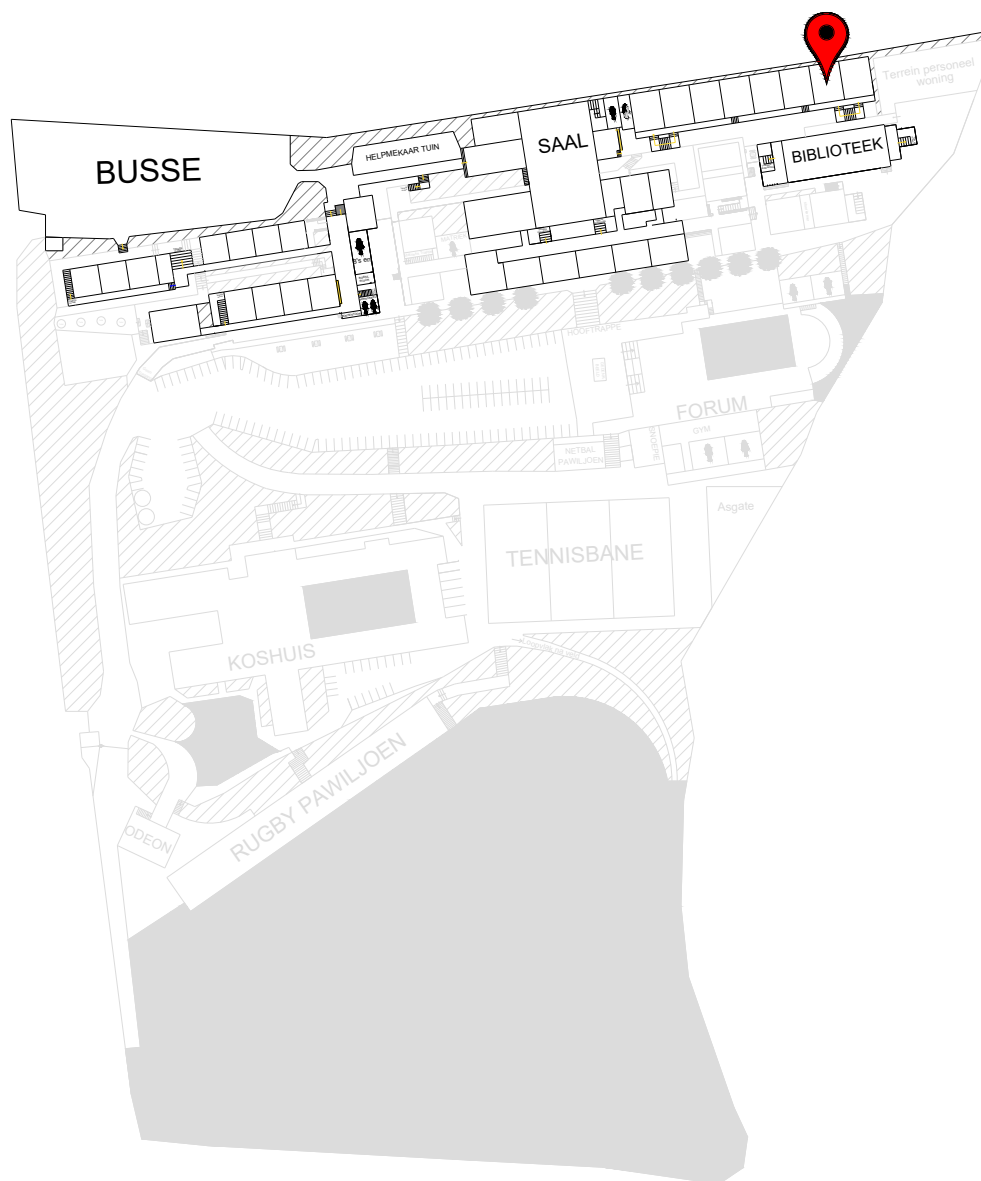 Terrein personeel
woning
SAAL
HELPMEKAAR TUIN
BIBLIOTEEK
BUSSE
HOOFTRAPPE
FORUM
GYM
NETBAL
PAWILJOEN
Asgate
TENNISBANE
KOSHUIS
RUGBY PAWILJOEN
ODEON